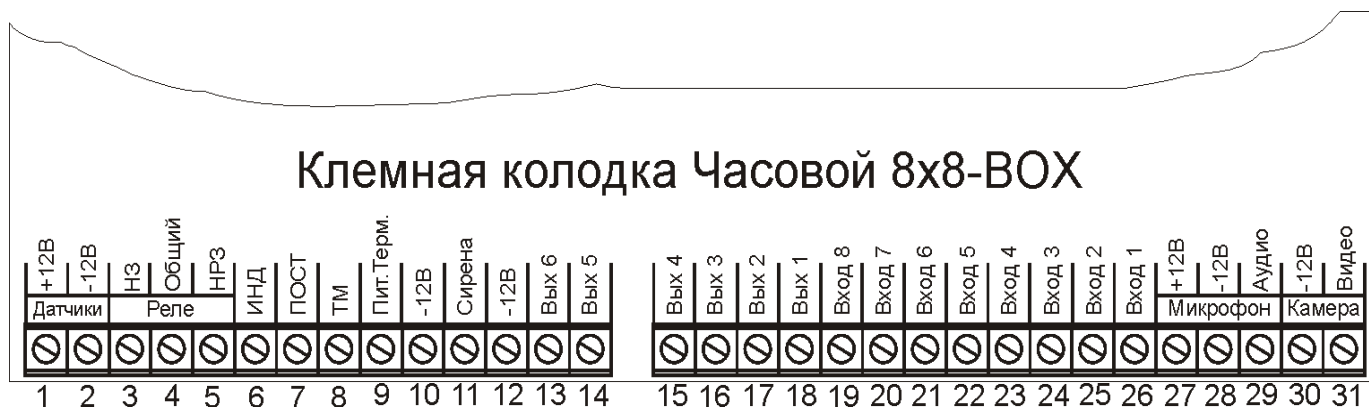 Клемная колодка Часовой 8x8-BOX
+12В -12В НЗ Общий НРЗ ИНД ПОСТ ТМ Пит.Терм. -12В Сирена -12В Вых 6 Вых 5 Вых 4 Вых 3 Вых 2 Вых 1 Вход 8 Вход 7 Вход 6 Вход 5 Вход 4 Вход 3 Вход 2 Вход 1 +12В -12В Аудио -12В Видео
Датчики Реле Микрофон Камера
1 2 3 4 5 6 7 8 9 10 11 12 13 14 15 16 17 18 19 20 21 22 23 24 25 26 27 28 29 30 31